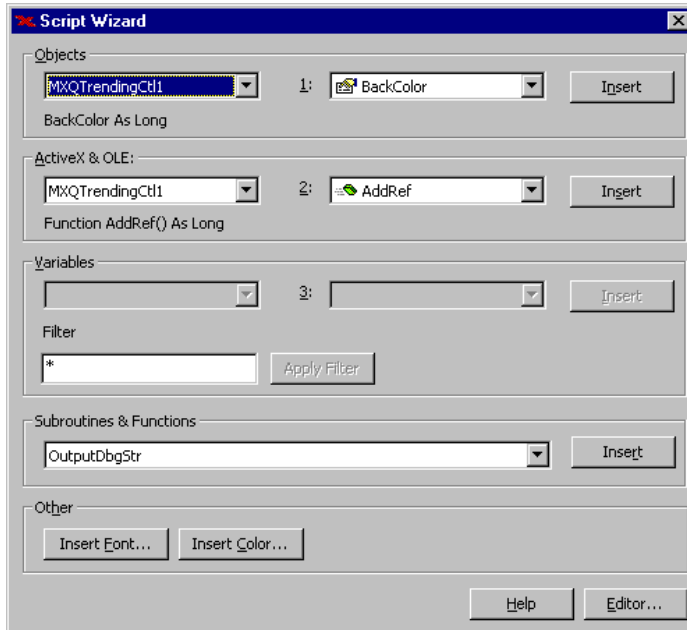 Script Wizard
Objects
MXQTrendingCtl1 1: BackColor Insert
BackColor As Long
ActiveX & OLE:
MXQTrendingCtl1 2: AddRef Insert
Function AddRef() As Long
Variables
3: Insert
Filter
* Apply Filter
Subroutines & Functions
OutputDbgStr Insert
Other
Insert Font... Insert Color...
Help Editor...